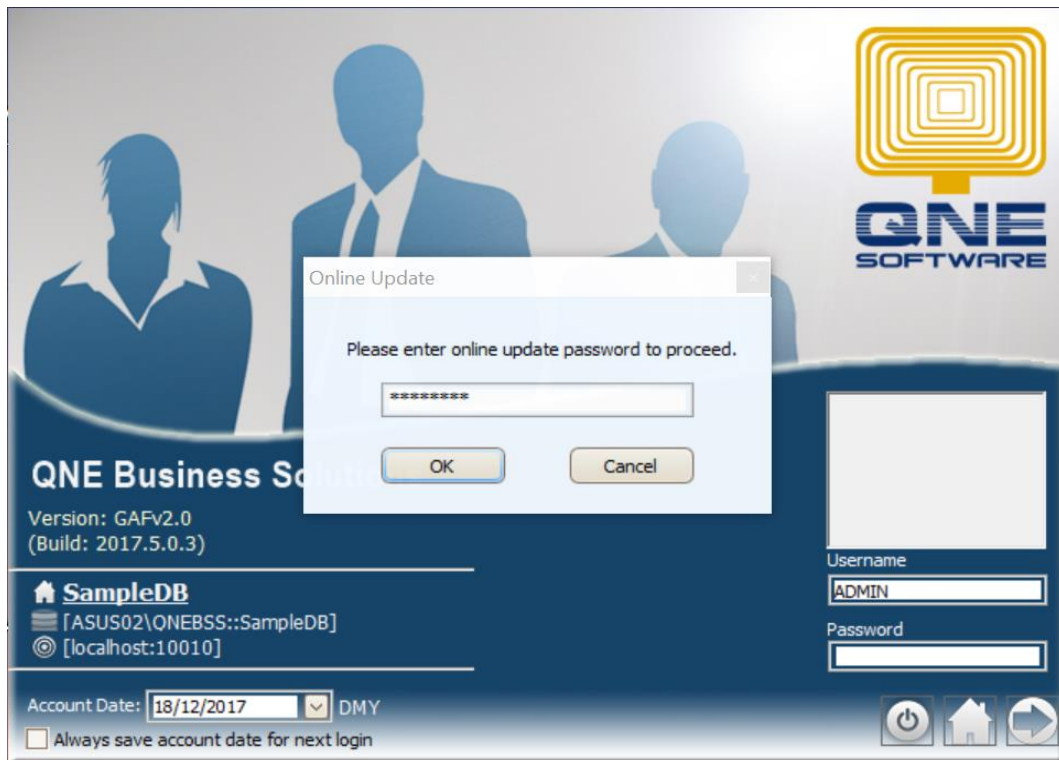 QNE
SOFTWARE
Online Update
Please enter online update password to proceed.
********
OK
Cancel
QNE Business So
Version: GAFv2.0
(Build: 2017.5.0.3)
SampleDB
[ASUS02\QNEBSS::SampleDB]
[localhost:10010]
Username
ADMIN
Password
Account Date: 18/12/2017 DMY
Always save account date for next login